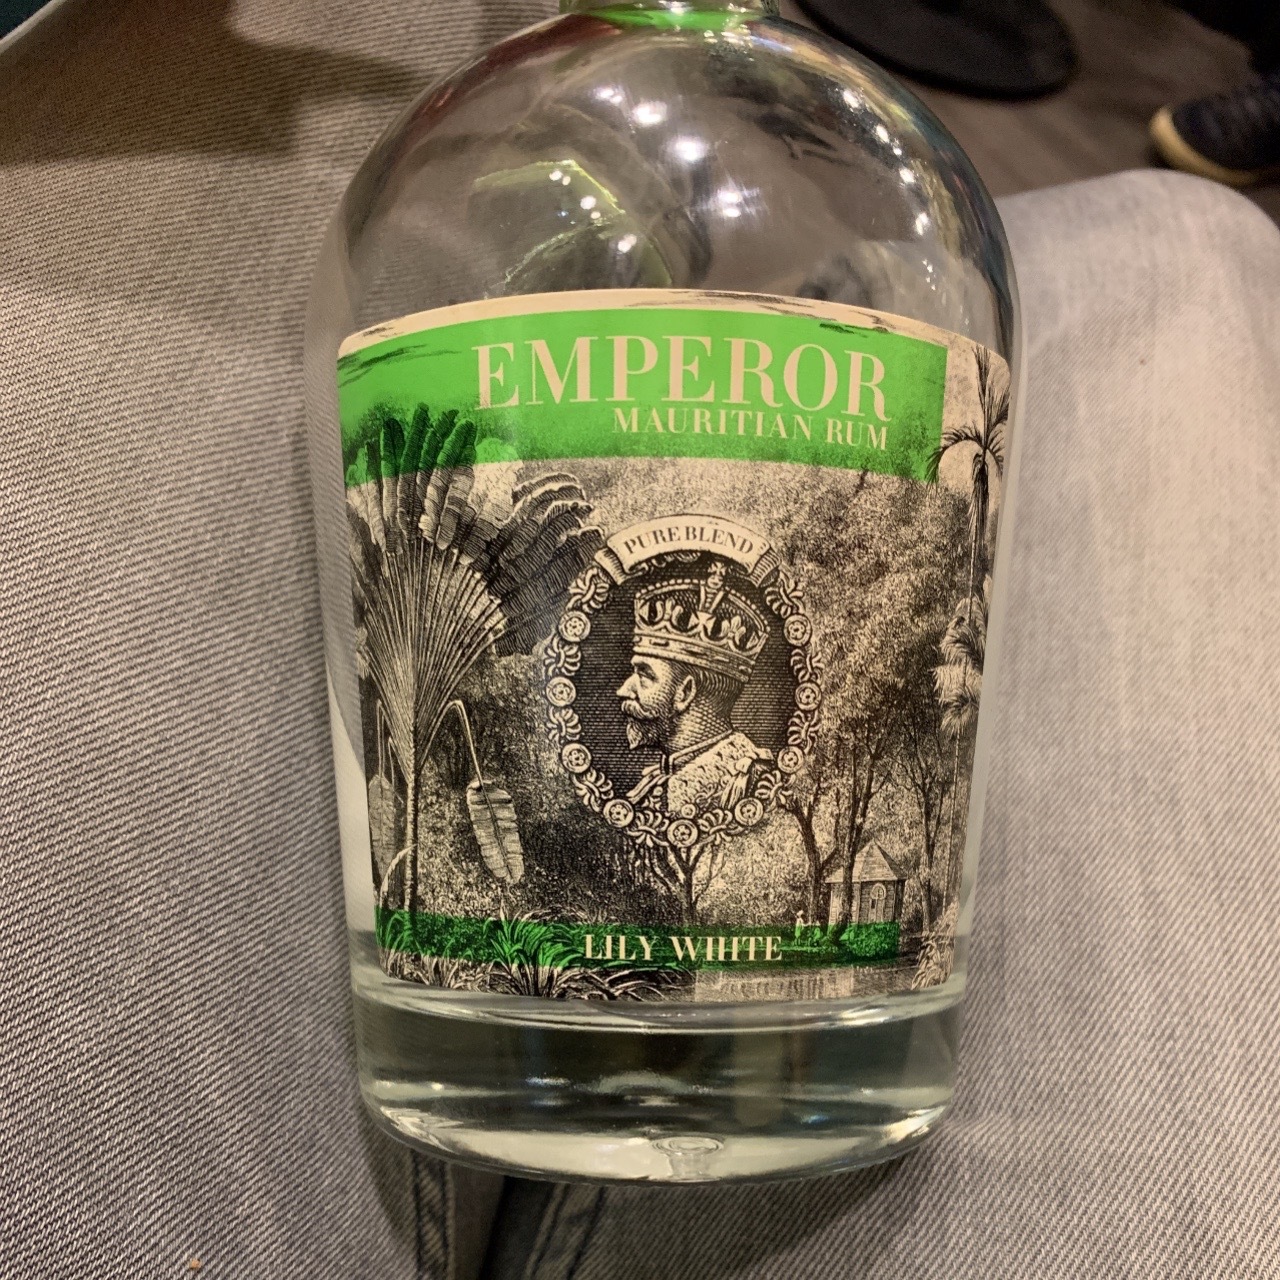 EMPEROR
MAURITIAN RUM
PURE BLEND
LILY WHITE